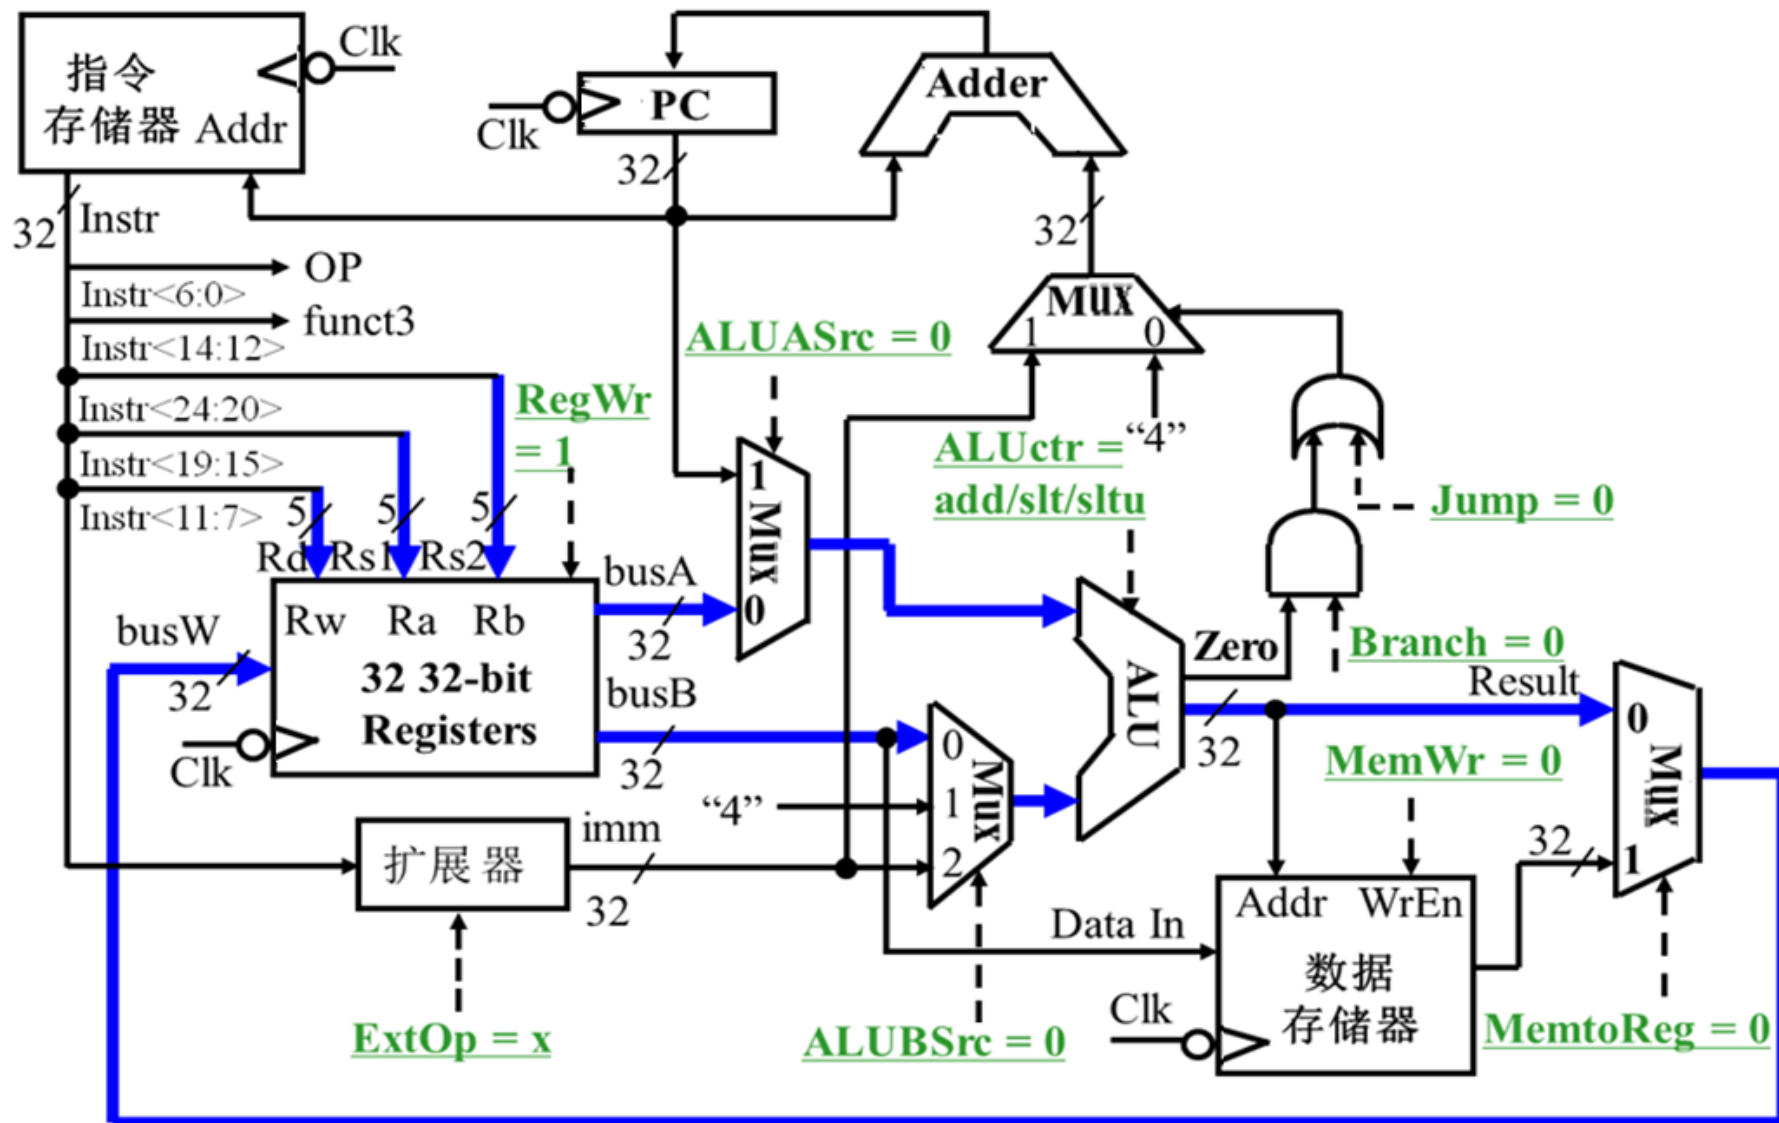 指令
存储器 Addr
Clk
PC
Clk
32
Adder
32
Instr
OP
Instr<6:0>
funct3
Instr<14:12>
Instr<24:20>
Instr<19:15>
Instr<11:7>
32
Mux
1 0
"4"
ALUASrc = 0
RegWr
= 1
ALUctr =
add/slt/sltu
Jump = 0
5
5
5
Rd Rs1 Rs2
busW
32
Rw Ra Rb
32 32-bit
Registers
Clk
busA
32
busB
32
1
Mux
0
ALU
Zero
Branch = 0
Result
32
MemWr = 0
0
Mux
1
32
"4"
0
1
2
Mux
扩展器
imm
32
ExtOp = x
ALUBSrc = 0
Data In
Addr WrEn
数据
存储器
Clk
MemtoReg = 0